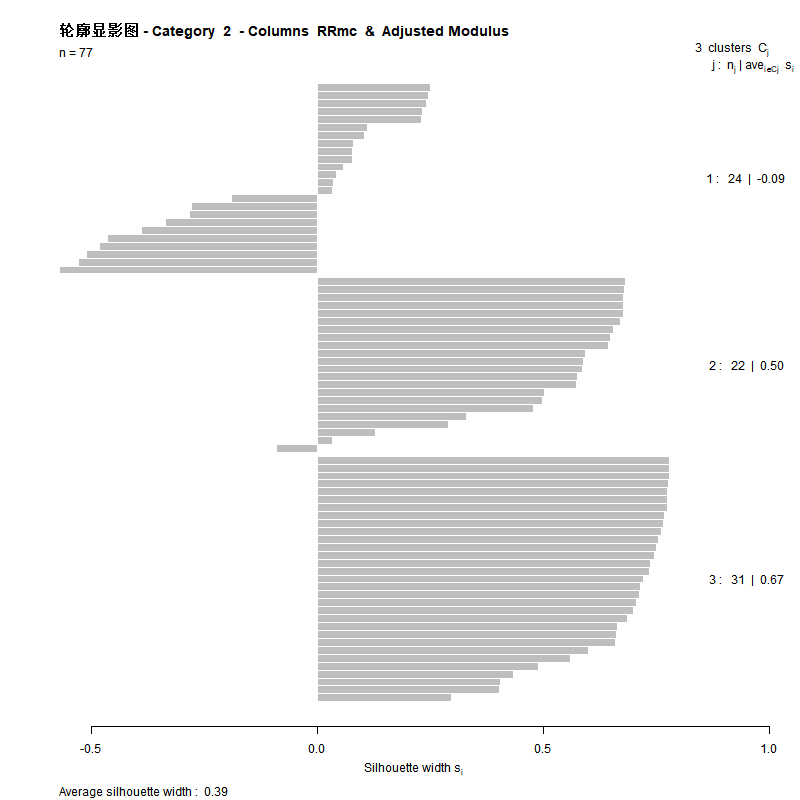 轮廓显影图 - Category 2 - Columns RRmc & Adjusted Modulus
n = 77
3 clusters Cj
j : nj | avei∈Cj si
1 : 24 | -0.09
2 : 22 | 0.50
3 : 31 | 0.67
-0.5 0.0 0.5 1.0
Silhouette width si
Average silhouette width : 0.39